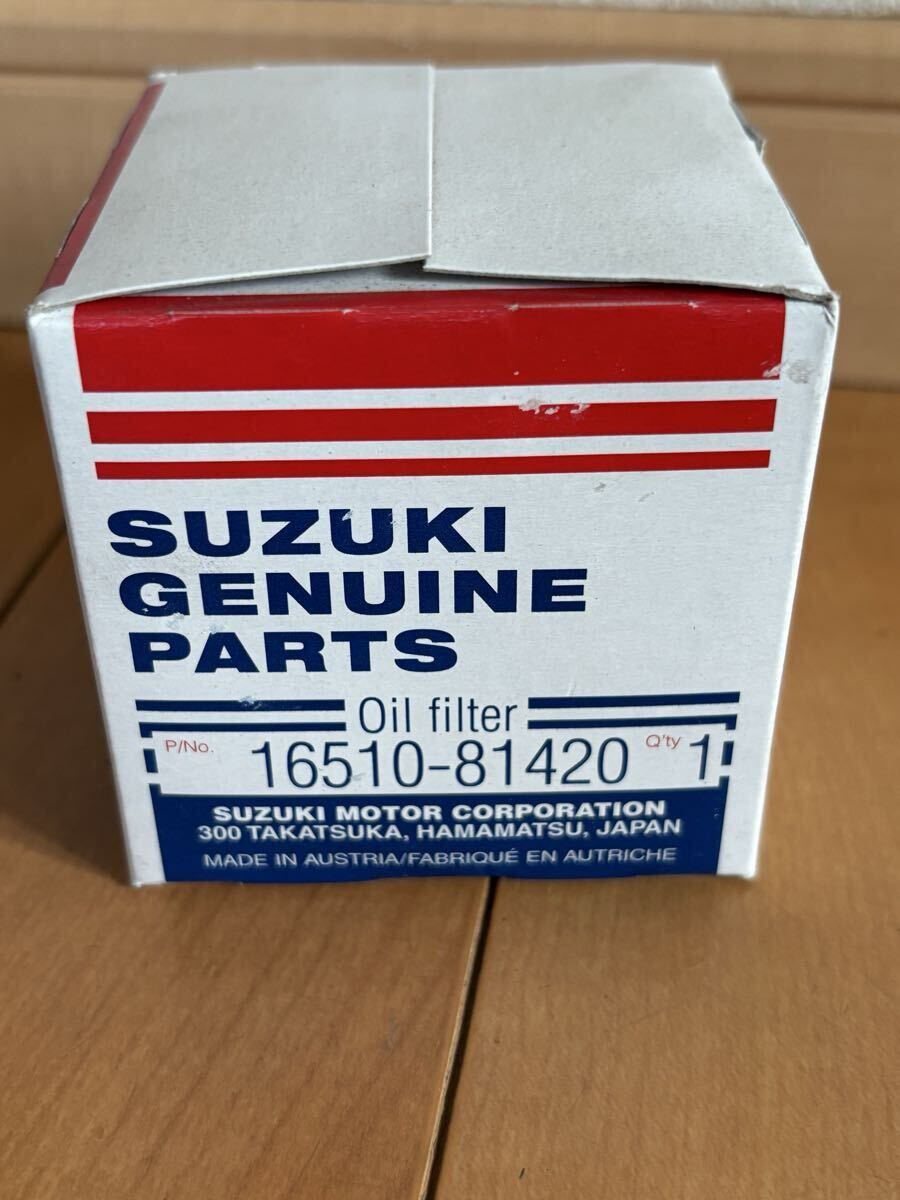 SUZUKI
GENUINE
PARTS
Oil filter
P/No. 16510-81420 Q'ty 1
SUZUKI MOTOR CORPORATION
300 TAKATSUKA, HAMAMATSU, JAPAN
MADE IN AUSTRIA/FABRIQUÉ EN AUTRICHE